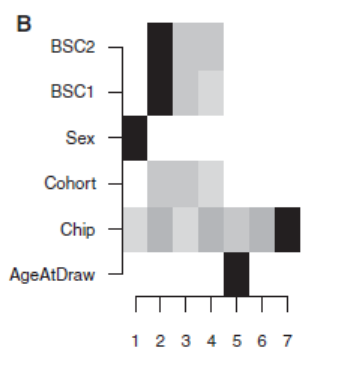 B
BSC2
BSC1
Sex
Cohort
Chip
AgeAtDraw
1 2 3 4 5 6 7